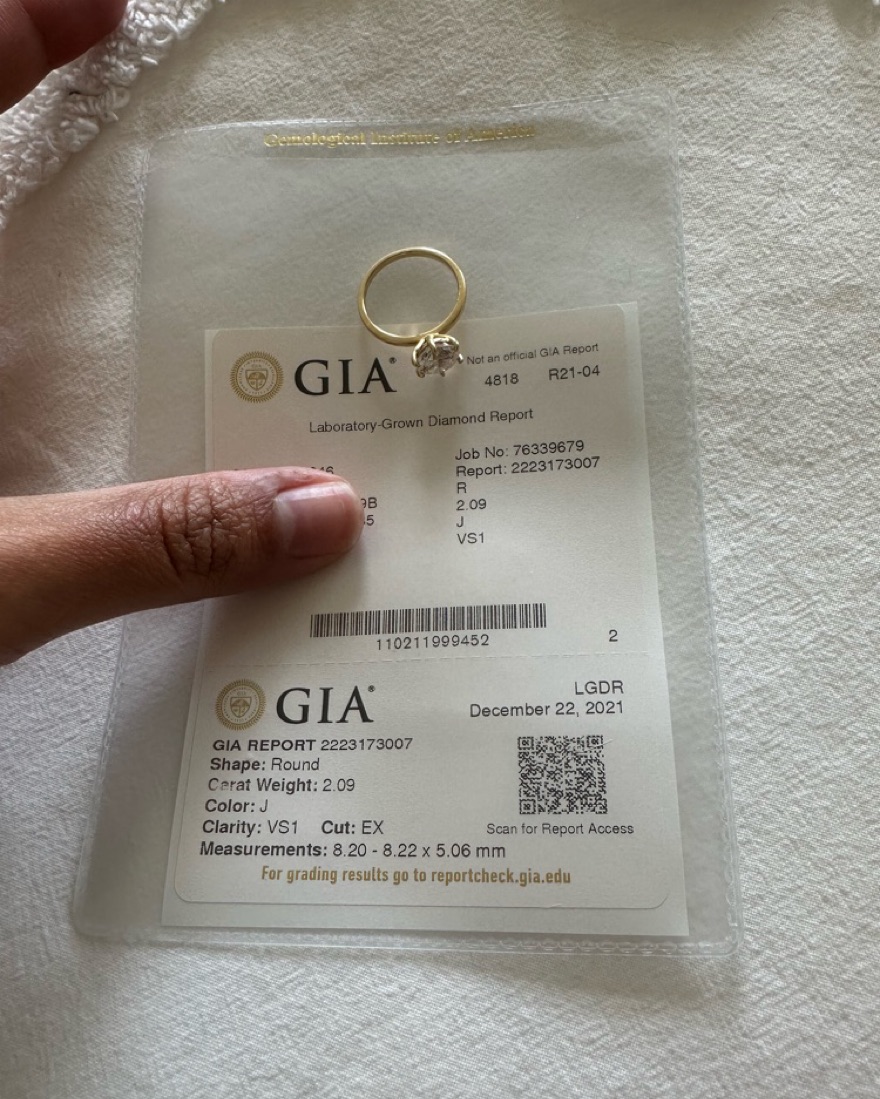 Gemological Institute of America
GIA®
Not an official GIA Report
4818 R21-04
Laboratory-Grown Diamond Report
Job No: 76339679
Report: 2223173007
R
2.09
J
VS1
110211999452
2
GIA®
LGDR
December 22, 2021
GIA REPORT 2223173007
Shape: Round
Carat Weight: 2.09
Color: J
Clarity: VS1 Cut: EX
Measurements: 8.20 - 8.22 x 5.06 mm
Scan for Report Access
For grading results go to reportcheck.gia.edu